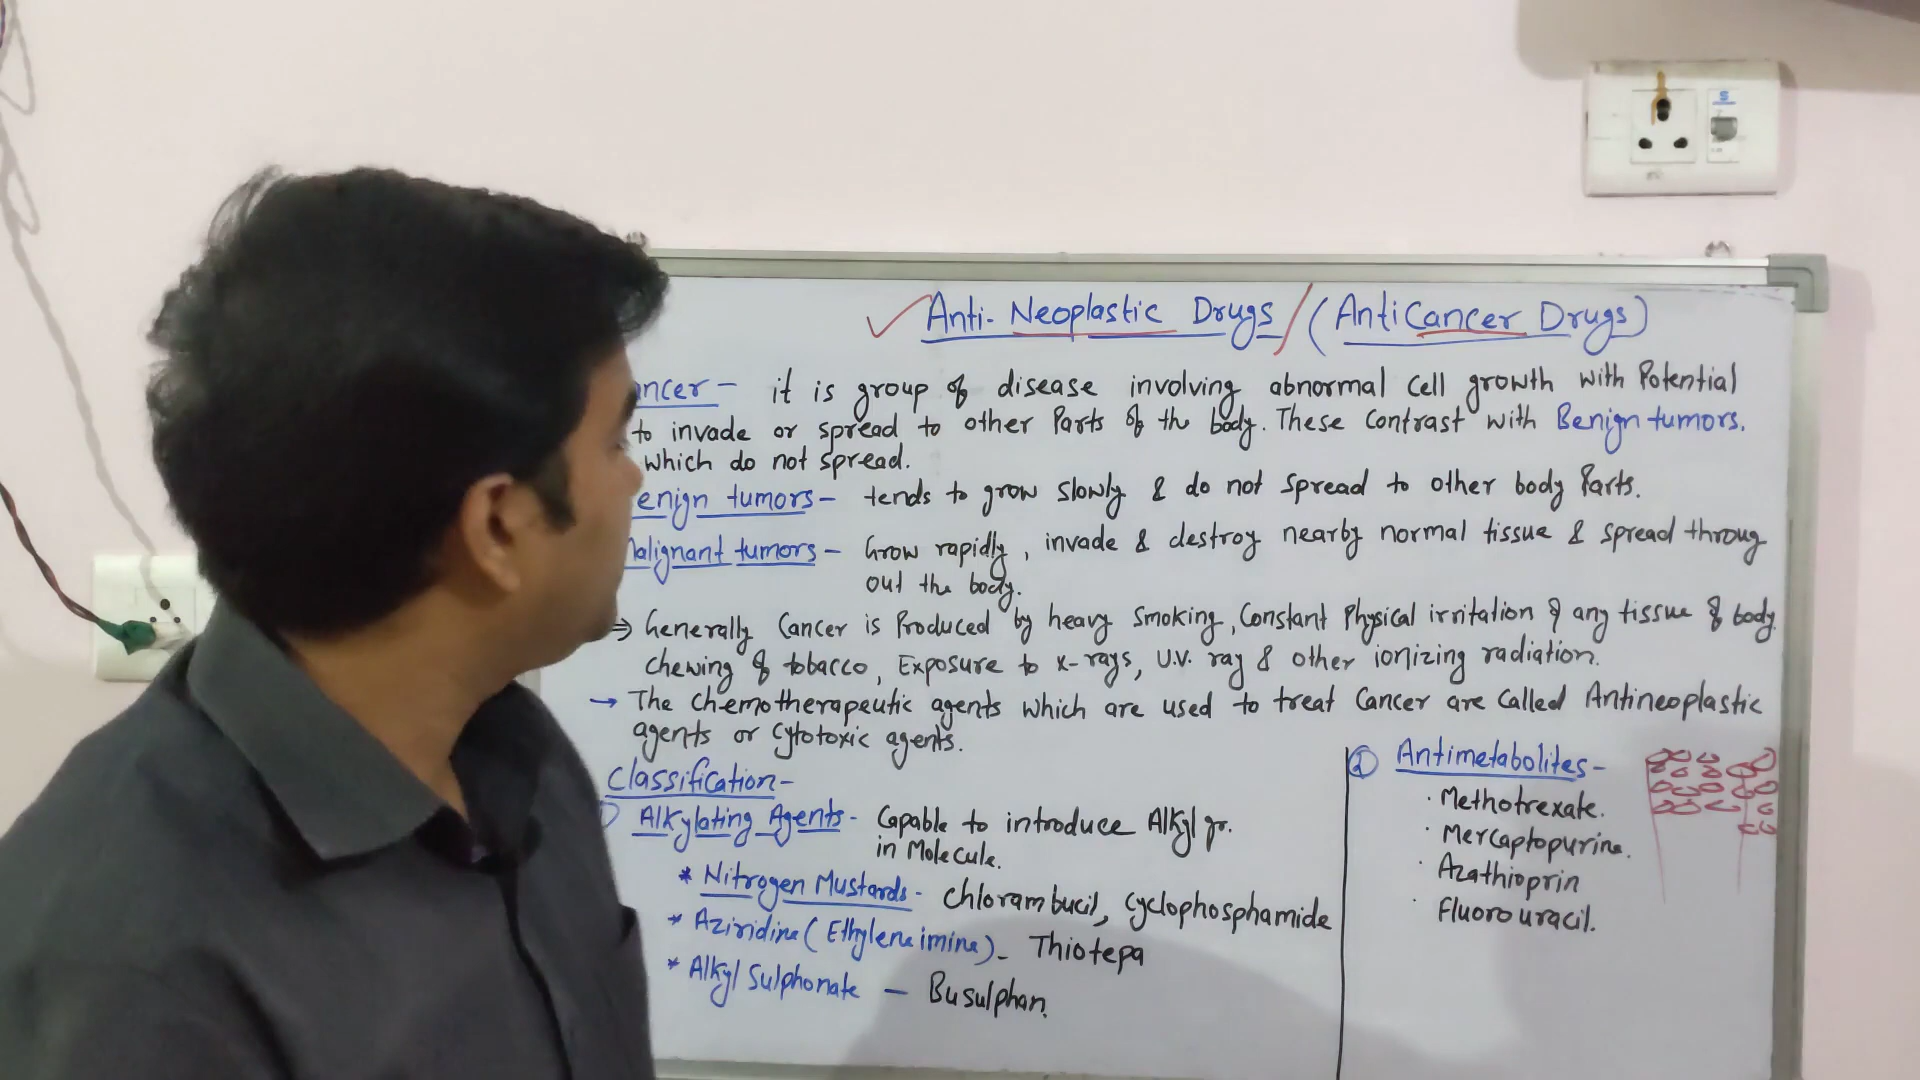 Anti-Neoplastic Drugs / (AntiCancer Drugs)
ncer - it is group of disease involving abnormal cell growth with Potential
to invade or spread to other Parts of the body. These contrast with Benign tumors.
which do not spread.
enign tumors - tends to grow slowly & do not spread to other body Parts.
alignant tumors - Grow rapidly, invade & destroy nearby normal tissue & spread throug
out the body.
⇒ Generally Cancer is Produced by heavy smoking, Constant Physical irritation of any tissue of body
chewing of tobacco, Exposure to x-rays, U.V. ray & other ionizing radiation.
→ The chemotherapeutic agents which are used to treat Cancer are Called Antineoplastic
agents or Cytotoxic agents.
Classification -
) Alkylating Agents - Capable to introduce Alkyl gr.
in Molecule.
* Nitrogen Mustards - Chlorambucil, Cyclophosphamide
* Aziridine (Ethylene imine) - Thiotepa
* Alkyl Sulphonate - Busulphan.
② Antimetabolites -
· Methotrexate.
· Mercaptopurine.
· Azathioprin
· Fluorouracil.